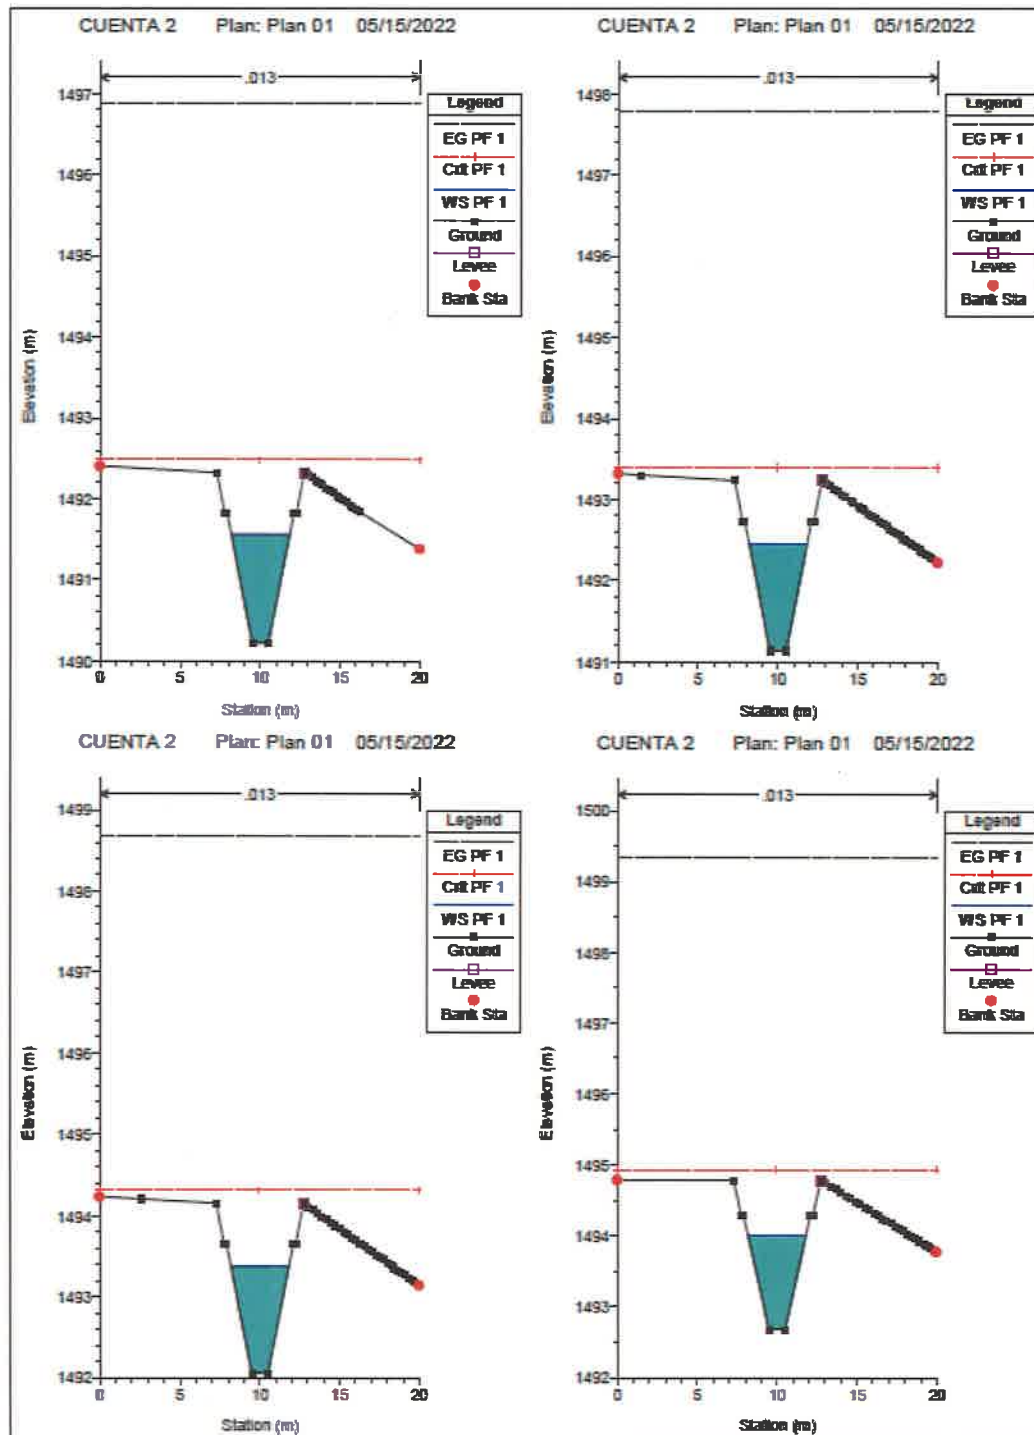 CUENTA 2 Plan: Plan 01 05/15/2022
.013
Legend
EG PF 1
Crit PF 1
WS PF 1
Ground
Levee
Bank Sta
1497
1496
1495
1494
1493
1492
1491
1490
Elevation (m)
0 5 10 15 20
Station (m)
CUENTA 2 Plan: Plan 01 05/15/2022
.013
Legend
EG PF 1
Crit PF 1
WS PF 1
Ground
Levee
Bank Sta
1498
1497
1496
1495
1494
1493
1492
1491
Elevation (m)
0 5 10 15 20
Station (m)
CUENTA 2 Plan: Plan 01 05/15/2022
.013
Legend
EG PF 1
Crit PF 1
WS PF 1
Ground
Levee
Bank Sta
1499
1498
1497
1496
1495
1494
1493
1492
Elevation (m)
0 5 10 15 20
Station (m)
CUENTA 2 Plan: Plan 01 05/15/2022
.013
Legend
EG PF 1
Crit PF 1
WS PF 1
Ground
Levee
Bank Sta
1500
1499
1498
1497
1496
1495
1494
1493
1492
Elevation (m)
0 5 10 15 20
Station (m)